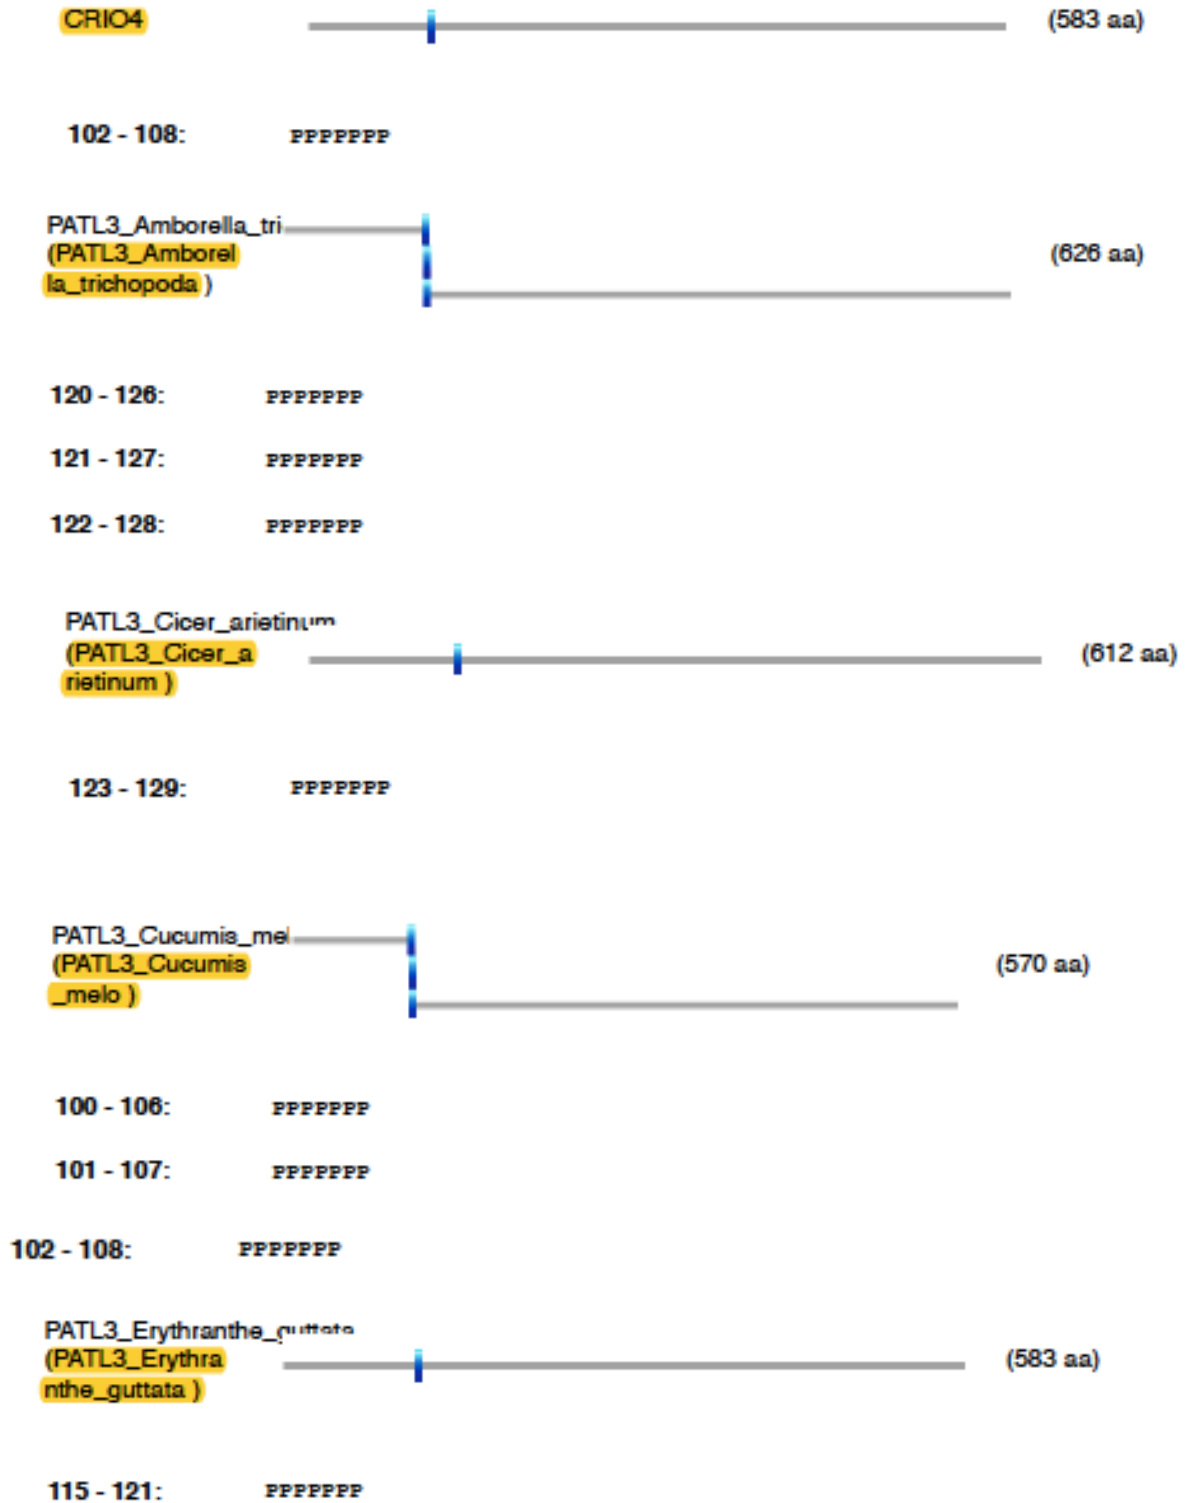 CRIO4 (583 aa)
102 - 108: PPPPPPP
PATL3_Amborella_tri
(PATL3_Amborel (626 aa)
la_trichopoda )
120 - 126: PPPPPPP
121 - 127: PPPPPPP
122 - 128: PPPPPPP
PATL3_Cicer_arietinum
(PATL3_Cicer_a (612 aa)
rietinum )
123 - 129: PPPPPPP
PATL3_Cucumis_mel
(PATL3_Cucumis (570 aa)
_melo )
100 - 106: PPPPPPP
101 - 107: PPPPPPP
102 - 108: PPPPPPP
PATL3_Erythranthe_guttata
(PATL3_Erythra (583 aa)
nthe_guttata )
115 - 121: PPPPPPP